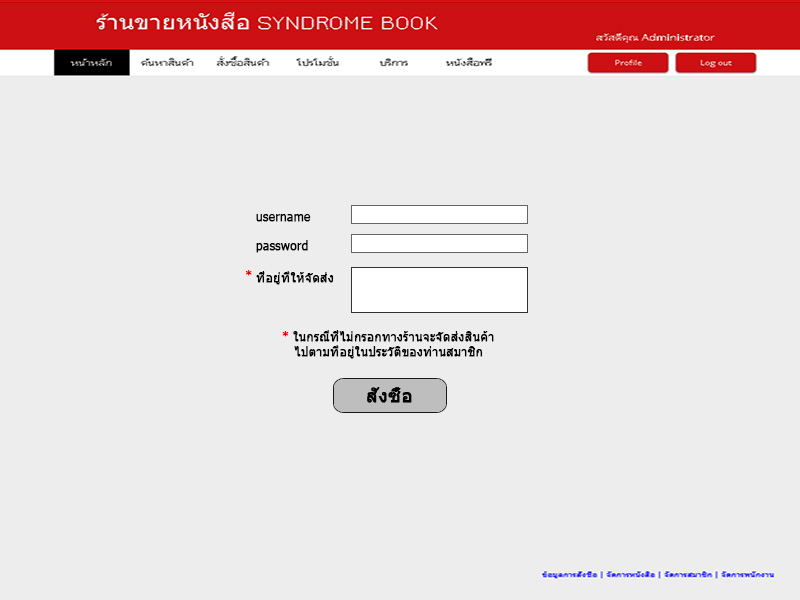 ร้านขายหนังสือ SYNDROME BOOK
สวัสดีคุณ Administrator
หน้าหลัก ค้นหาสินค้า สั่งซื้อสินค้า โปรโมชั่น บริการ หนังสือฟรี Profile Log out
username
password
* ที่อยู่ที่ให้จัดส่ง
* ในกรณีที่ไม่กรอกทางร้านจะจัดส่งสินค้า
ไปตามที่อยู่ในประวัติของท่านสมาชิก
สั่งซื้อ
ข้อมูลการสั่งซื้อ | จัดการหนังสือ | จัดการสมาชิก | จัดการพนักงาน